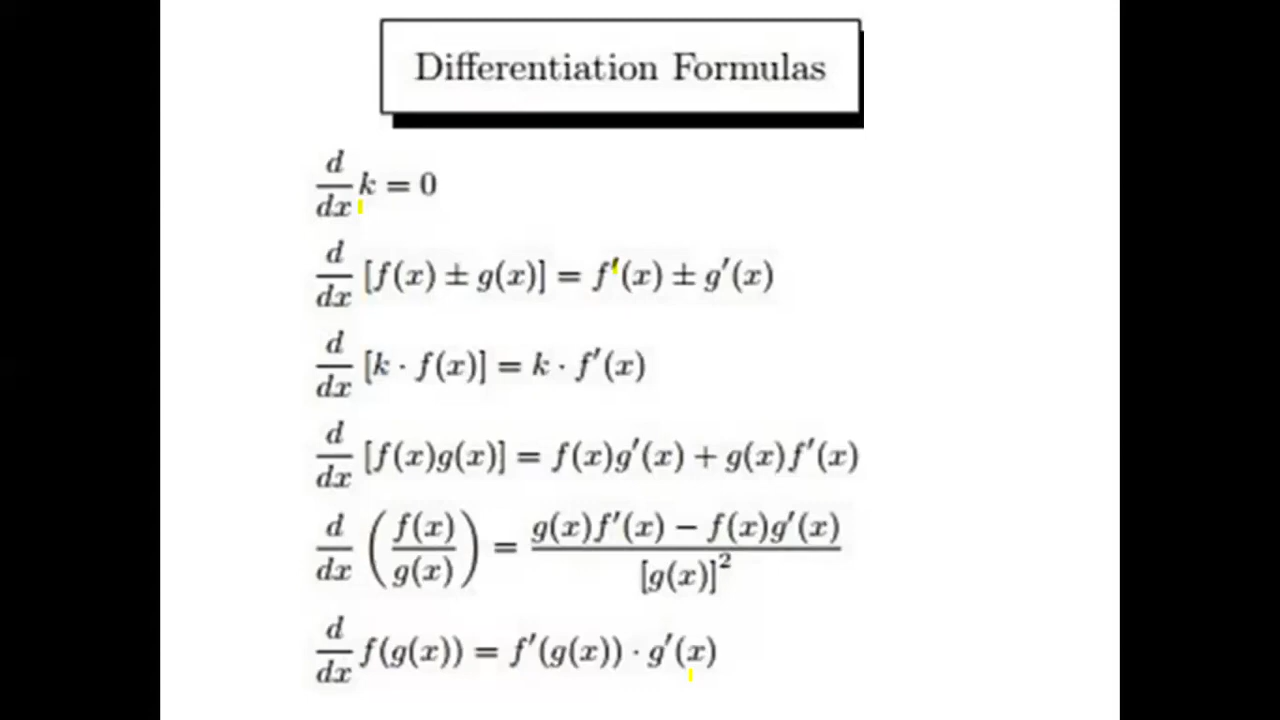 Differentiation Formulas
d/dx k = 0
d/dx [f(x) ± g(x)] = f′(x) ± g′(x)
d/dx [k · f(x)] = k · f′(x)
d/dx [f(x)g(x)] = f(x)g′(x) + g(x)f′(x)
d/dx (f(x)/g(x)) = (g(x)f′(x) − f(x)g′(x))/[g(x)]²
d/dx f(g(x)) = f′(g(x)) · g′(x)